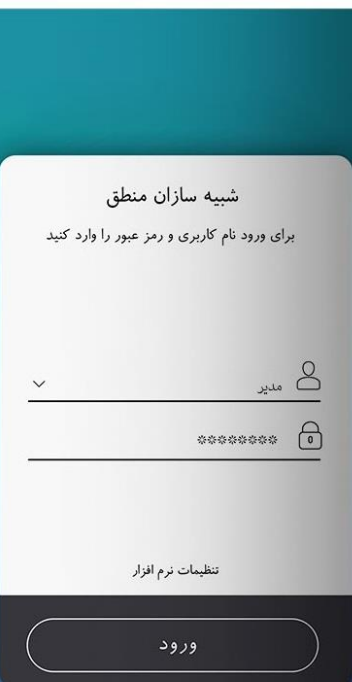 شبیه سازان منطق
برای ورود نام کاربری و رمز عبور را وارد کنید
مدیر
********
تنظیمات نرم افزار
ورود